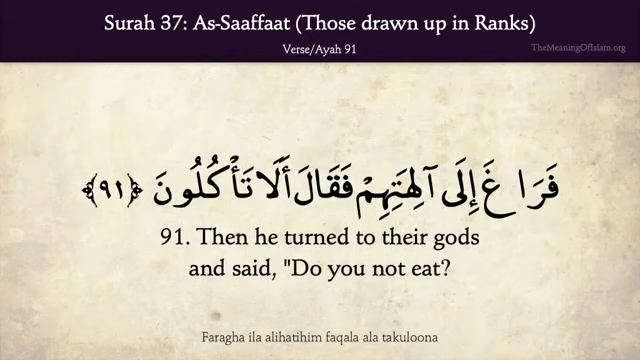 Surah 37: As-Saaffaat (Those drawn up in Ranks)
Verse/Ayah 91
TheMeaningOfIslam.org
فَرَاغَ إِلَى آلِهَتِهِمْ فَقَالَ أَلَا تَأْكُلُونَ ﴿٩١﴾
91. Then he turned to their gods
and said, "Do you not eat?
Faragha ila alihatihim faqala ala takuloona